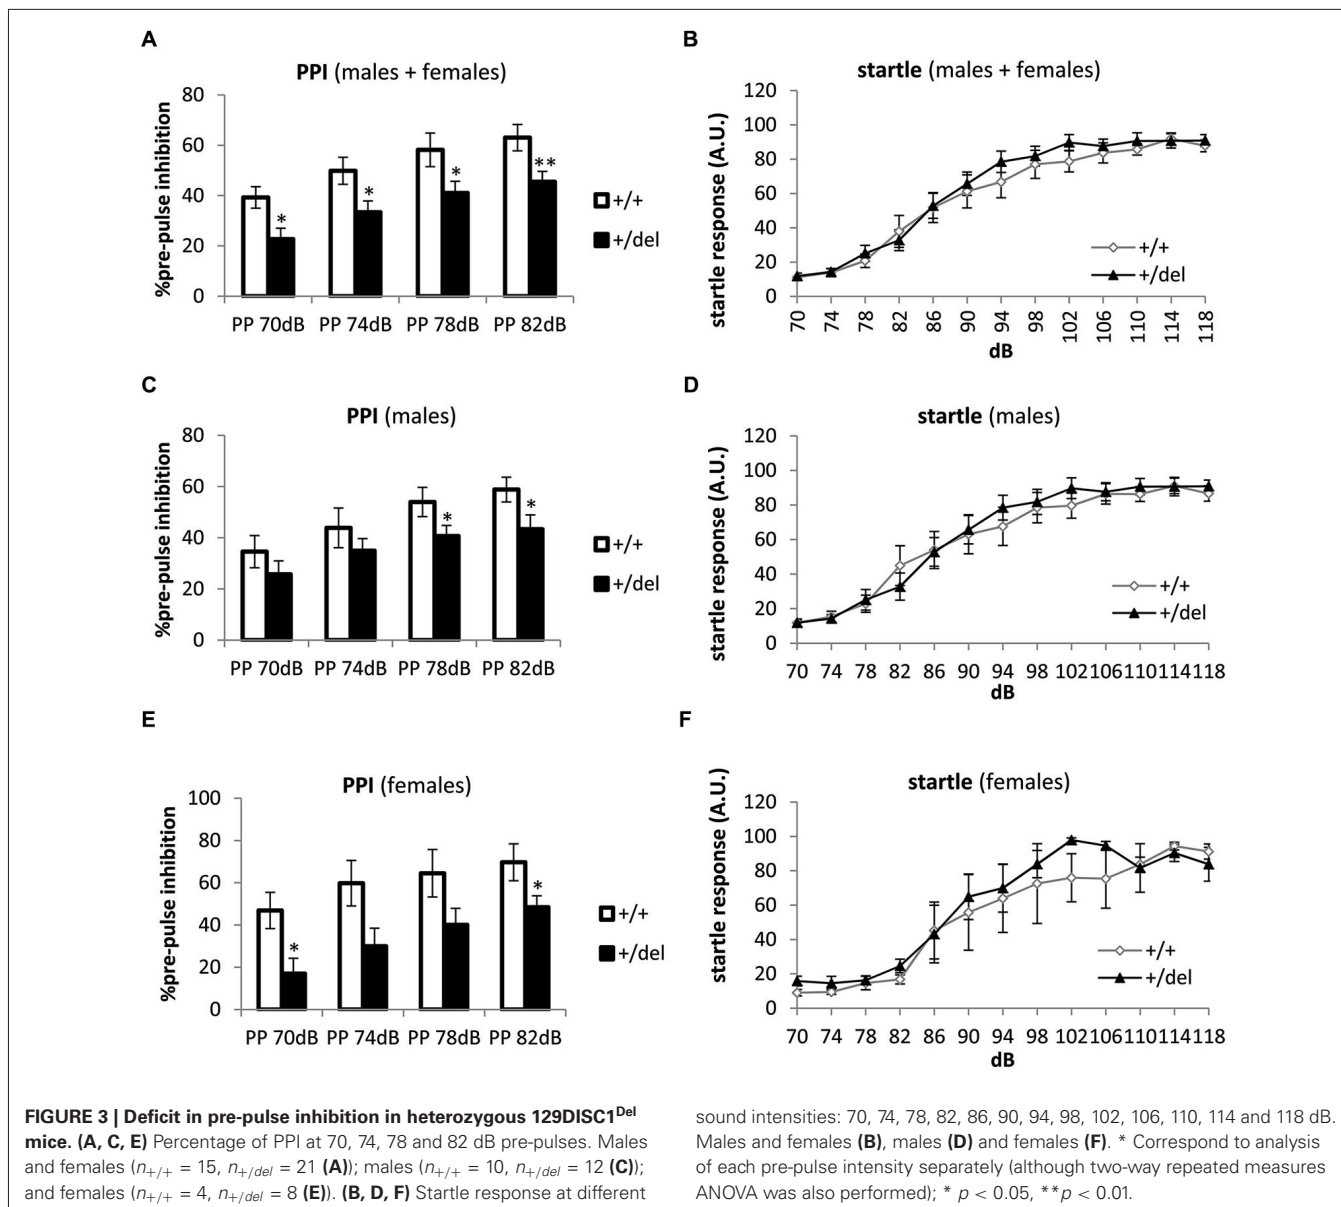 A
PPI (males + females)
%pre-pulse inhibition
80
60
40
20
0
*
*
*
**
PP 70dB PP 74dB PP 78dB PP 82dB
+/+
+/del
B
startle (males + females)
startle response (A.U.)
120
100
80
60
40
20
0
70 74 78 82 86 90 94 98 102 106 110 114 118
dB
+/+
+/del
C
PPI (males)
%pre-pulse inhibition
80
60
40
20
0
*
*
PP 70dB PP 74dB PP 78dB PP 82dB
+/+
+/del
D
startle (males)
startle response (A.U.)
120
100
80
60
40
20
0
70 74 78 82 86 90 94 98 102 106 110 114 118
dB
+/+
+/del
E
PPI (females)
%pre-pulse inhibition
100
80
60
40
20
0
*
*
PP 70dB PP 74dB PP 78dB PP 82dB
+/+
+/del
F
startle (females)
startle response (A.U.)
120
100
80
60
40
20
0
70 74 78 82 86 90 94 98 102 106 110 114 118
dB
+/+
+/del
FIGURE 3 | Deficit in pre-pulse inhibition in heterozygous 129DISC1Del
mice. (A, C, E) Percentage of PPI at 70, 74, 78 and 82 dB pre-pulses. Males
and females (n+/+ = 15, n+/del = 21 (A)); males (n+/+ = 10, n+/del = 12 (C));
and females (n+/+ = 4, n+/del = 8 (E)). (B, D, F) Startle response at different
sound intensities: 70, 74, 78, 82, 86, 90, 94, 98, 102, 106, 110, 114 and 118 dB.
Males and females (B), males (D) and females (F). * Correspond to analysis
of each pre-pulse intensity separately (although two-way repeated measures
ANOVA was also performed); * p < 0.05, **p < 0.01.